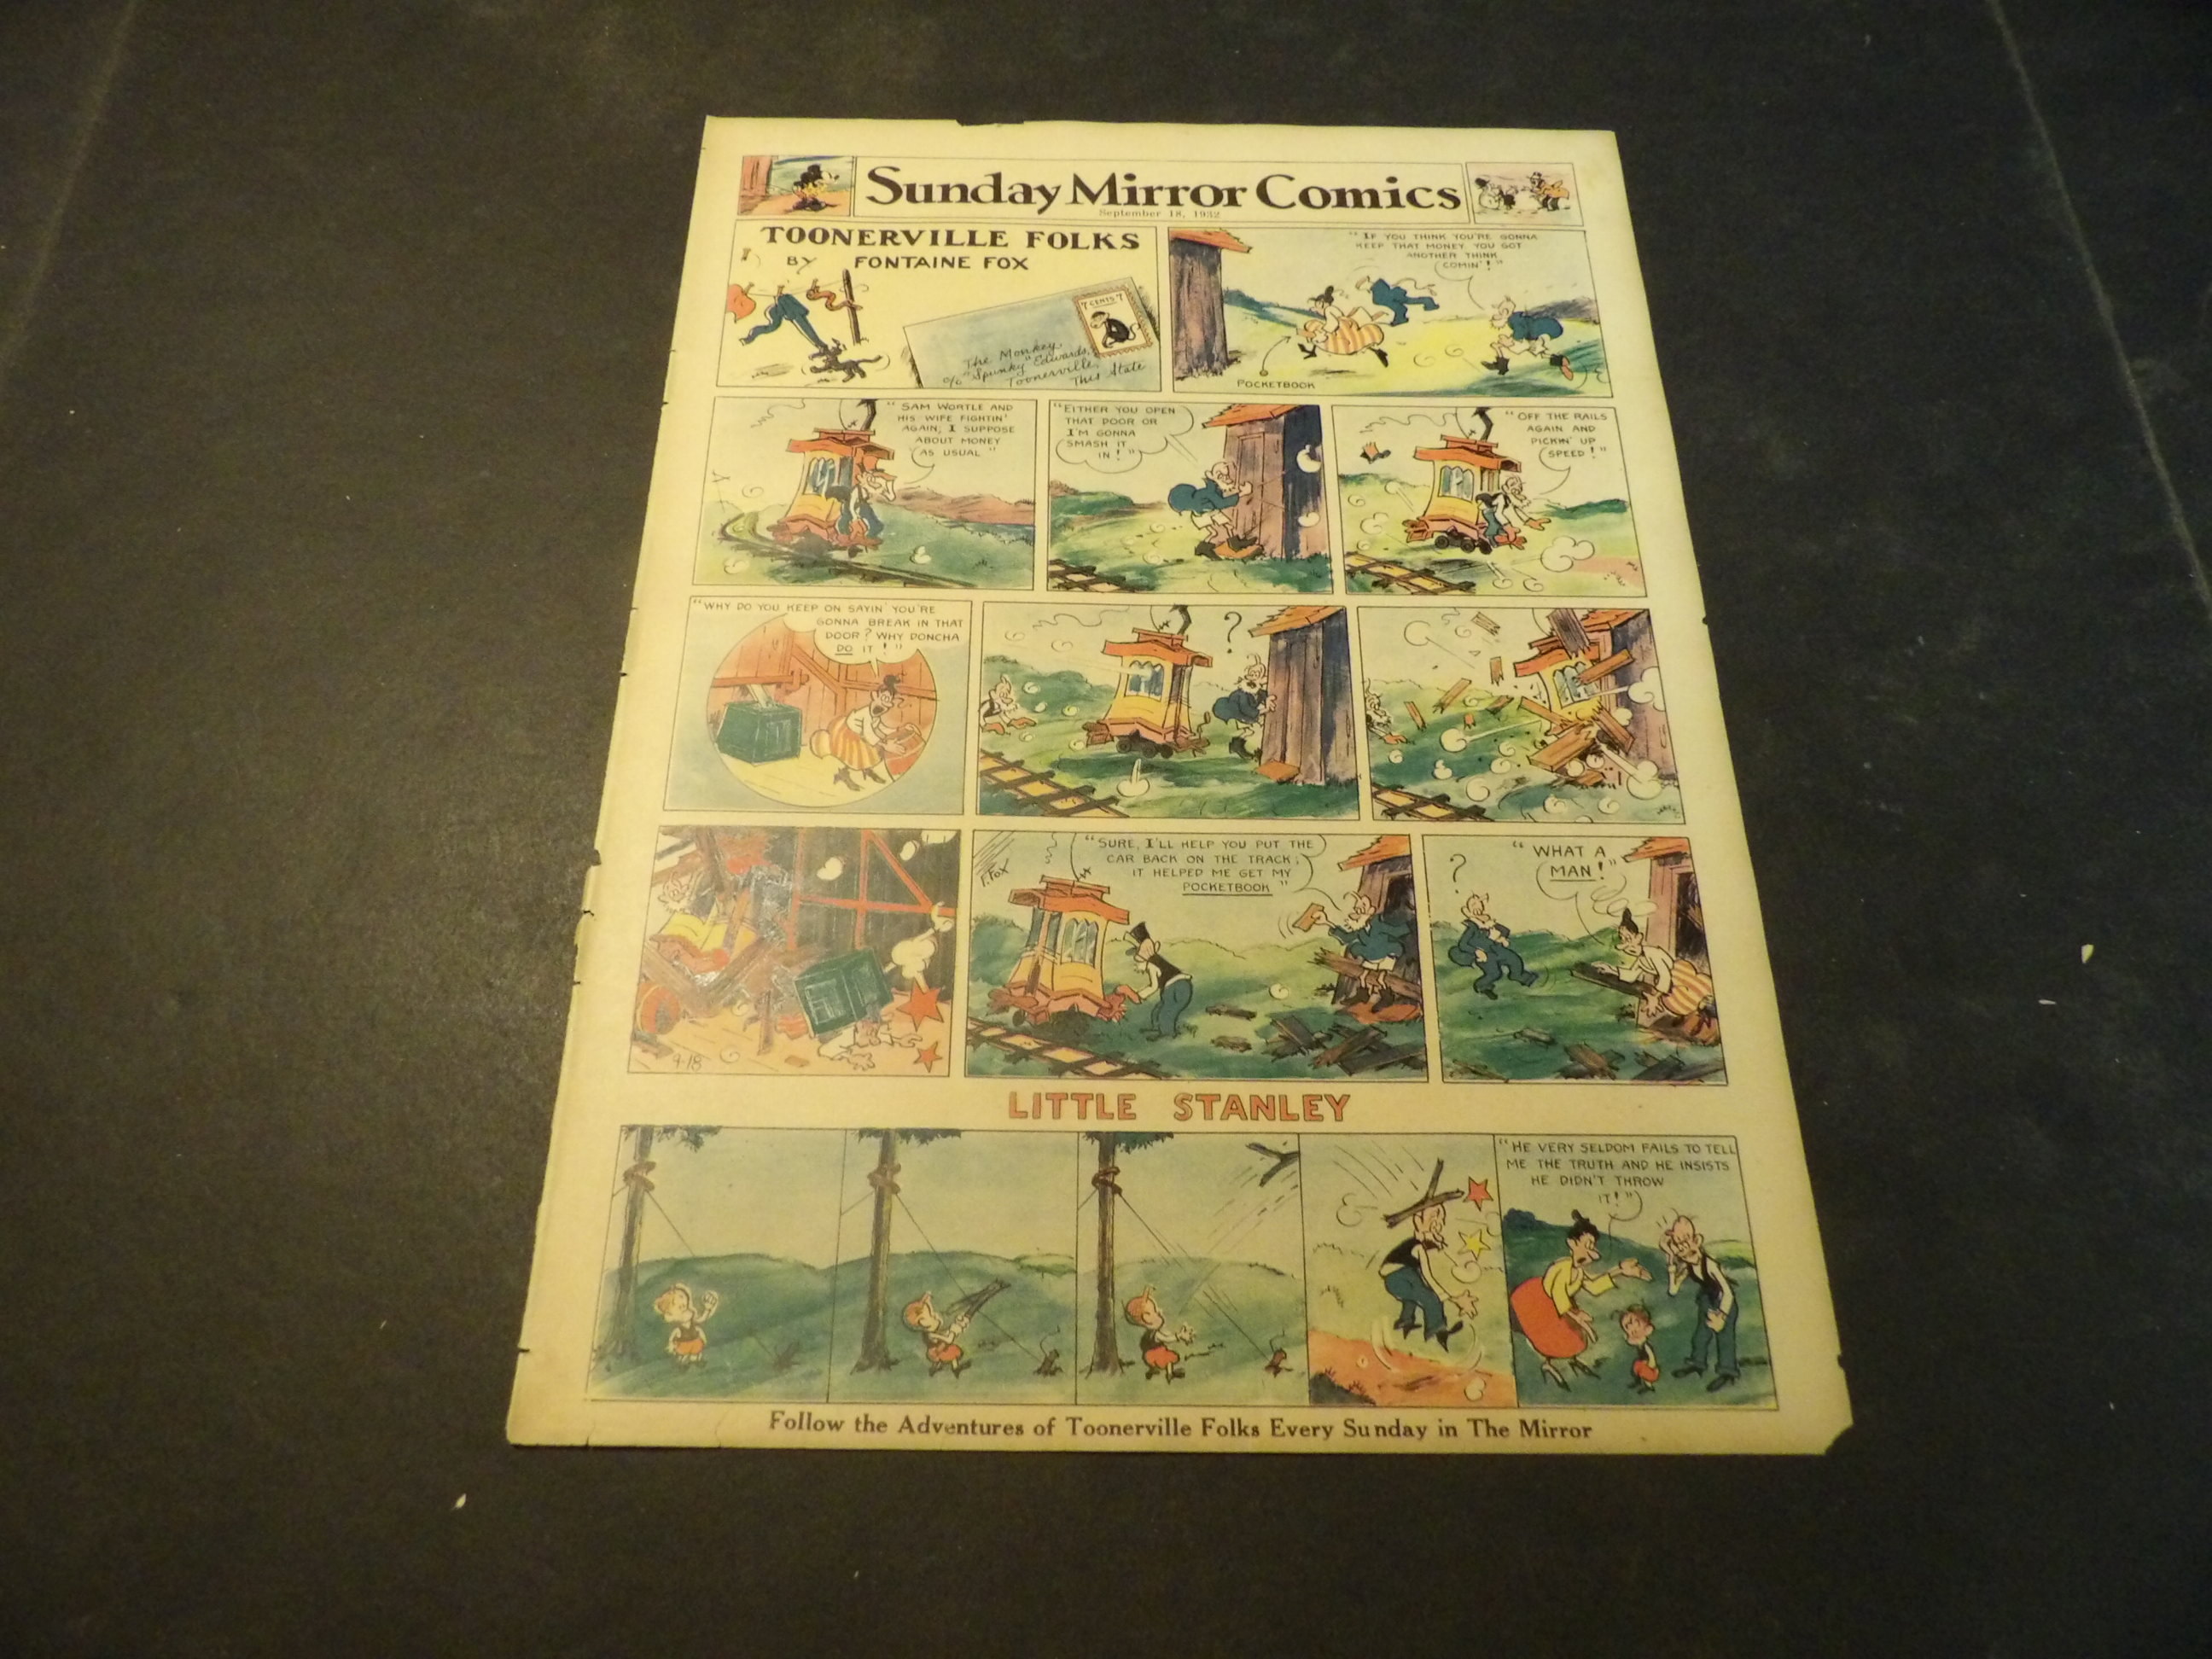 Sunday Mirror Comics
September 18, 1932
TOONERVILLE FOLKS
BY FONTAINE FOX
7 CENTS 7
The Monkey,
c/o "Spunky" Edwards,
Toonerville,
This State
"IF YOU THINK YOU'RE GONNA
KEEP THAT MONEY YOU GOT
ANOTHER THINK
COMIN'!"
POCKETBOOK
"SAM WORTLE AND
HIS WIFE FIGHTIN'
AGAIN, I SUPPOSE
ABOUT MONEY
AS USUAL"
"EITHER YOU OPEN
THAT DOOR OR
I'M GONNA
SMASH IT
IN!"
"OFF THE RAILS
AGAIN AND
PICKIN' UP
SPEED!"
"WHY DO YOU KEEP ON SAYIN' YOU'RE
GONNA BREAK IN THAT
DOOR? WHY DONCHA
DO IT!"
?
9-18
F. FOX
"SURE, I'LL HELP YOU PUT THE
CAR BACK ON THE TRACK;
IT HELPED ME GET MY
POCKETBOOK"
?
"WHAT A
MAN!"
LITTLE STANLEY
"HE VERY SELDOM FAILS TO TELL
ME THE TRUTH AND HE INSISTS
HE DIDN'T THROW
IT!"
Follow the Adventures of Toonerville Folks Every Sunday in The Mirror